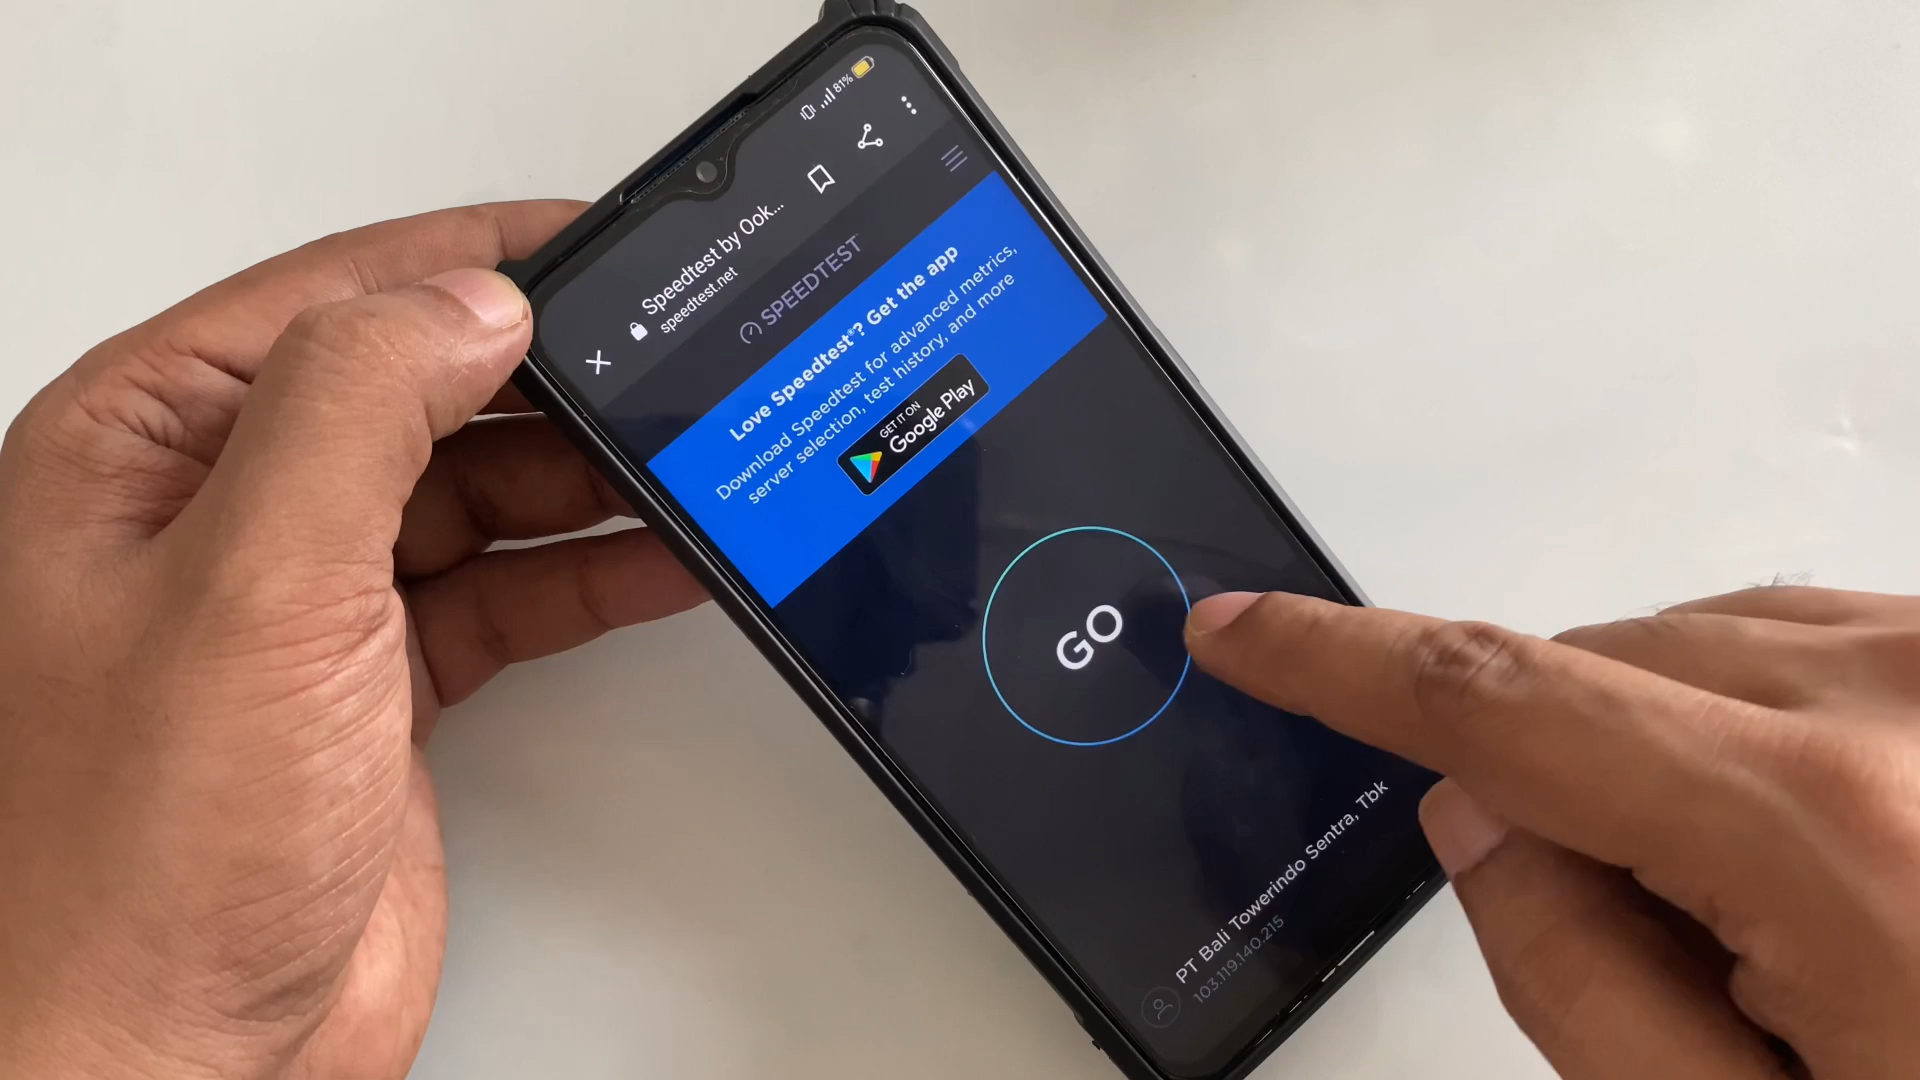 81%
Speedtest by Ook...
speedtest.net
SPEEDTEST
Love Speedtest®? Get the app
Download Speedtest for advanced metrics,
server selection, test history, and more
GET IT ON
Google Play
GO
PT Bali Towerindo Sentra, Tbk
103.119.140.215